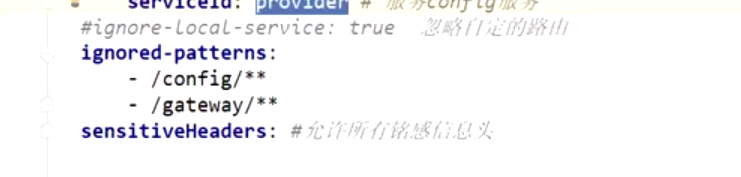 serviceId: provider # 服务config服务
#ignore-local-service: true 忽略自定的路由
ignored-patterns:
- /config/**
- /gateway/**
sensitiveHeaders: #允许所有铭感信息头